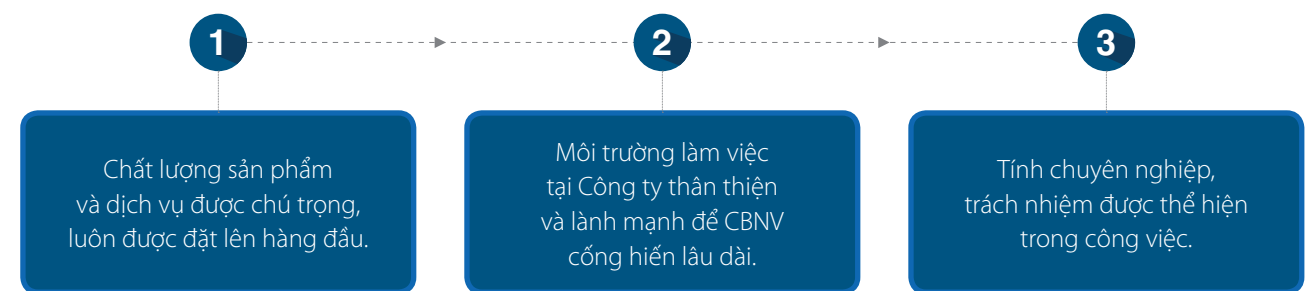 1
2
3
Chất lượng sản phẩm
và dịch vụ được chú trọng,
luôn được đặt lên hàng đầu.
Môi trường làm việc
tại Công ty thân thiện
và lành mạnh để CBNV
cống hiến lâu dài.
Tính chuyên nghiệp,
trách nhiệm được thể hiện
trong công việc.